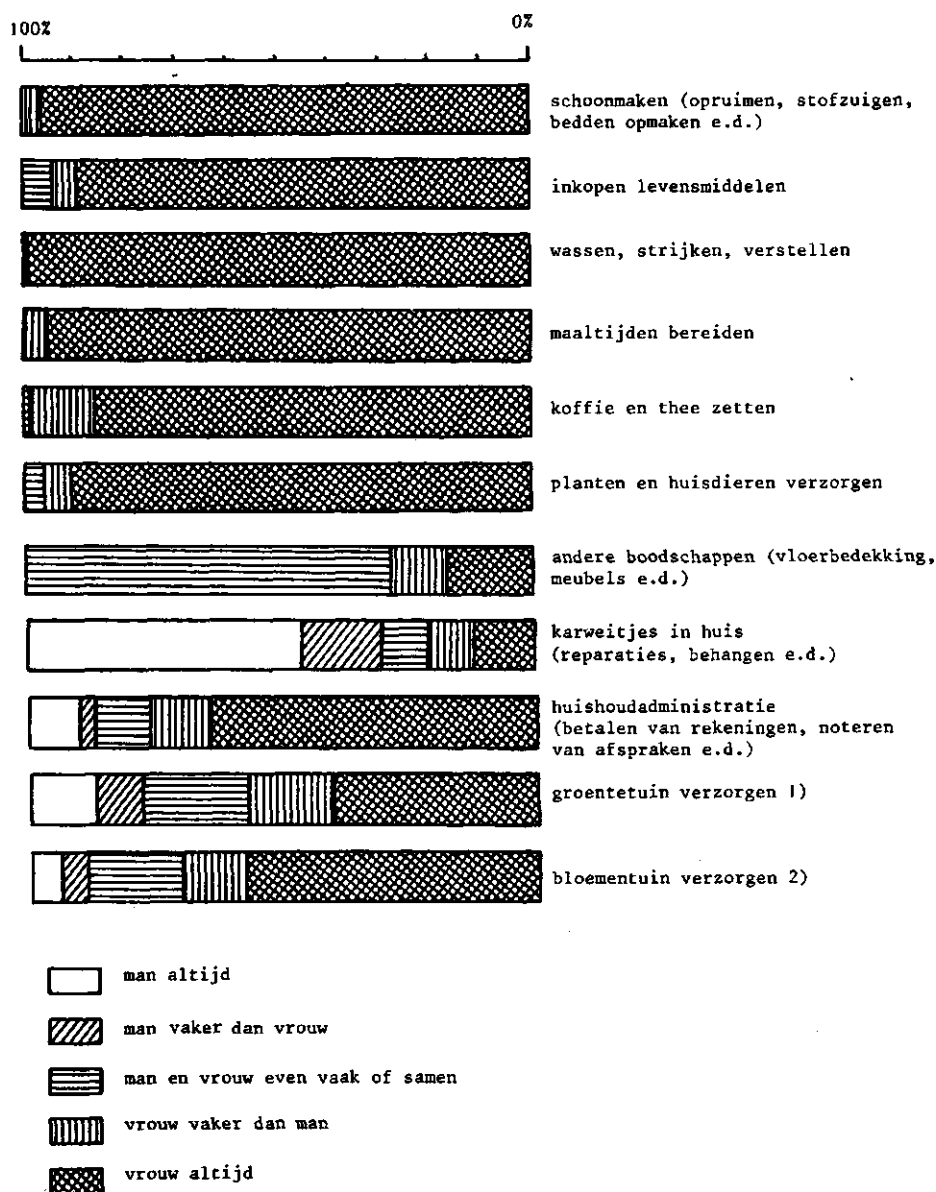 100% 0%
schoonmaken (opruimen, stofzuigen,
bedden opmaken e.d.)
inkopen levensmiddelen
wassen, strijken, verstellen
maaltijden bereiden
koffie en thee zetten
planten en huisdieren verzorgen
andere boodschappen (vloerbedekking,
meubels e.d.)
karweitjes in huis
(reparaties, behangen e.d.)
huishoudadministratie
(betalen van rekeningen, noteren
van afspraken e.d.)
groentetuin verzorgen 1)
bloementuin verzorgen 2)
man altijd
man vaker dan vrouw
man en vrouw even vaak of samen
vrouw vaker dan man
vrouw altijd